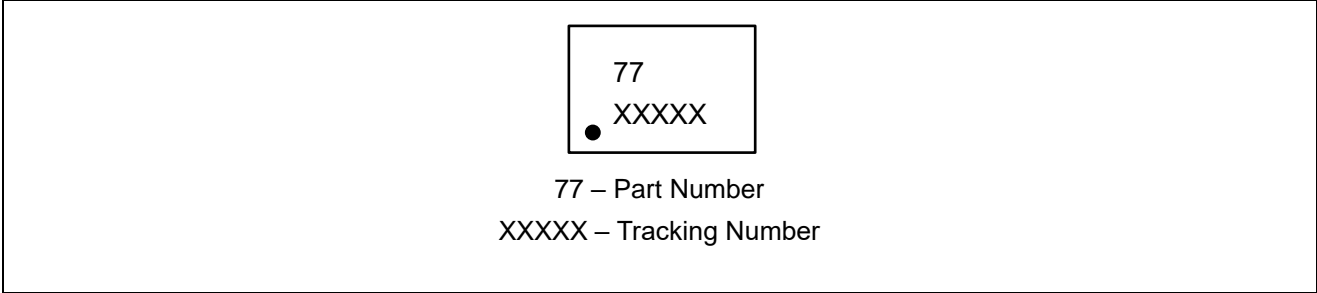 77
XXXXX
77 – Part Number
XXXXX – Tracking Number